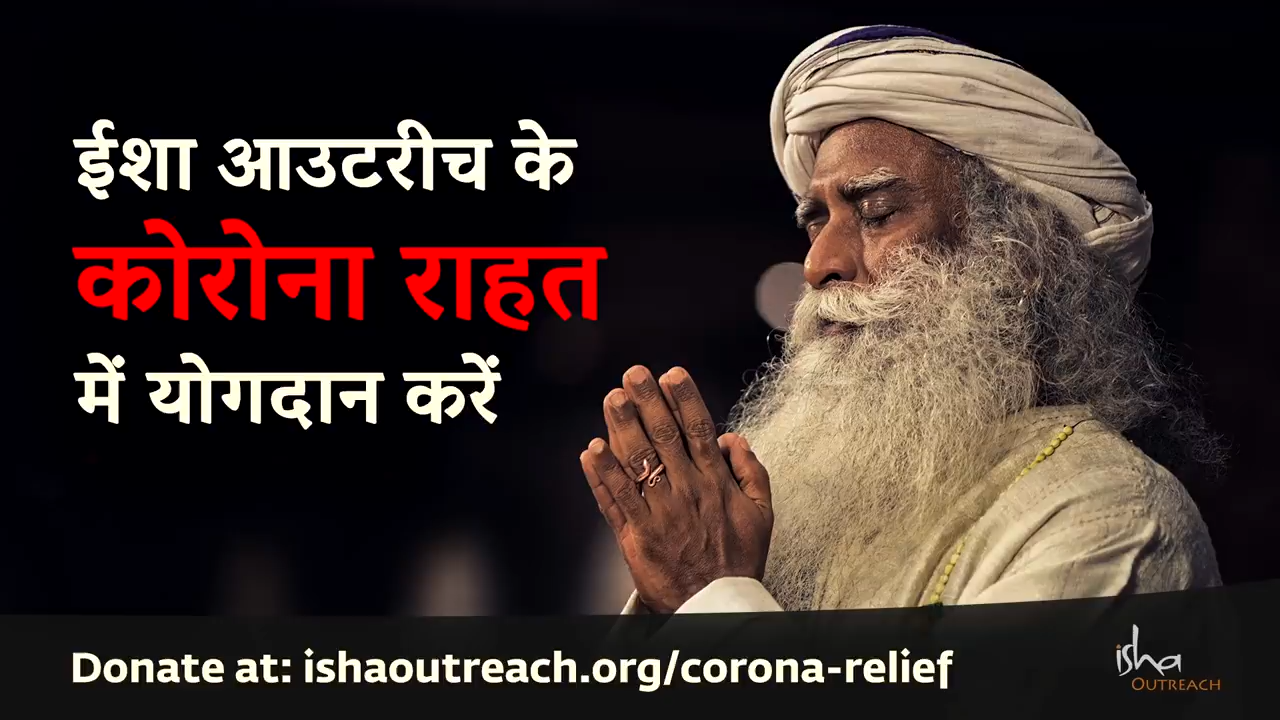 ईशा आउटरीच के
कोरोना राहत
में योगदान करें
Donate at: ishaoutreach.org/corona-relief
isha
OUTREACH